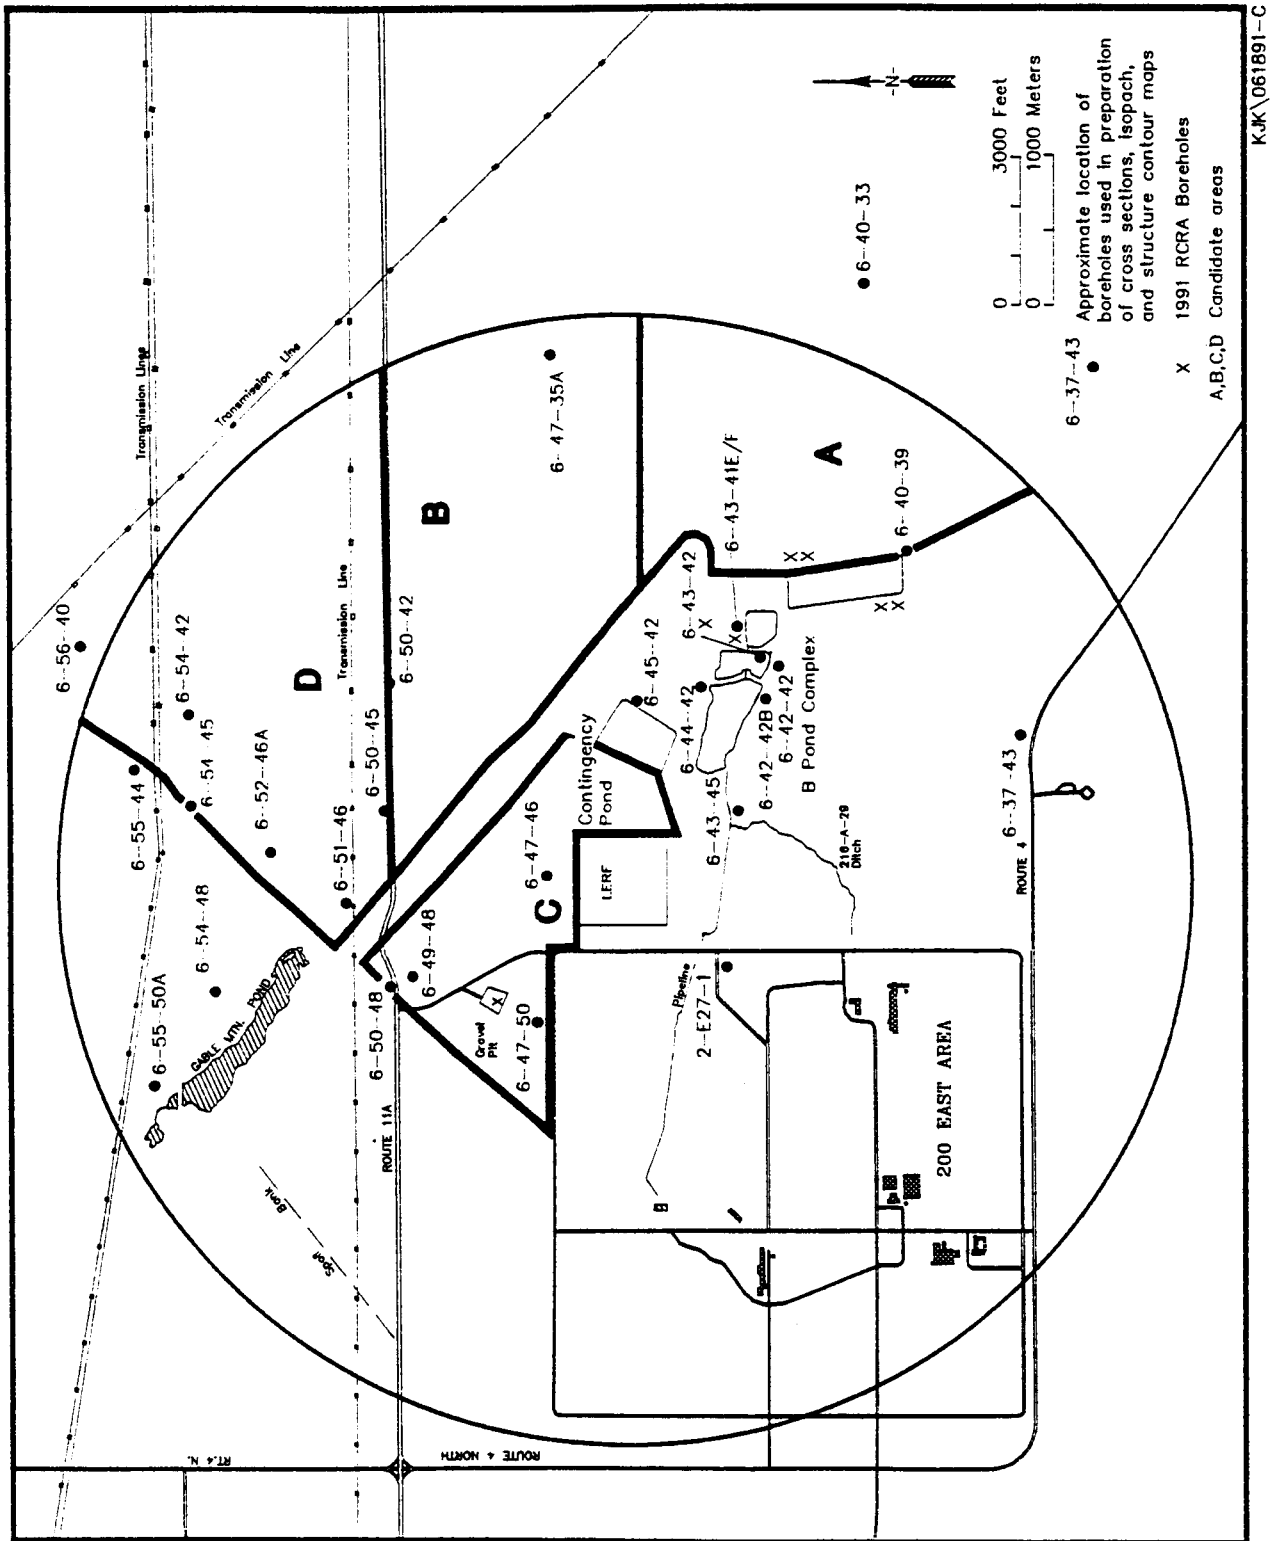 6-56-40
6-55-44
6-54-42
6-54-45
6-52-46A
6-54-48
6-55-50A
GABLE MTN. POND
Transmission Lines
Transmission Line
D
Transmission Line
6-51-46
6-50-45
6-50-42
B
6-47-35A
ROUTE 11A
6-50-48
6-49-48
Gravel
Pit
6-47-50
C
6-47-46
LERF
Contingency
Pond
6-45-42
6-44-42
6-43-42
6-43-41E/F
A
6-40-39
6-40-33
6-43-45
6-42-42B
6-42-42
B Pond Complex
216-A-29
Ditch
Pipeline
2-E27-1
200 EAST AREA
ROUTE 4
6-37-43
RT. 4 N.
ROUTE 4 NORTH
Bank
X
X
X
X
X
X
X
-N-
0 3000 Feet
0 1000 Meters
6-37-43
Approximate location of
boreholes used in preparation
of cross sections, isopach,
and structure contour maps
X 1991 RCRA Boreholes
A,B,C,D Candidate areas
KJK\061891-C